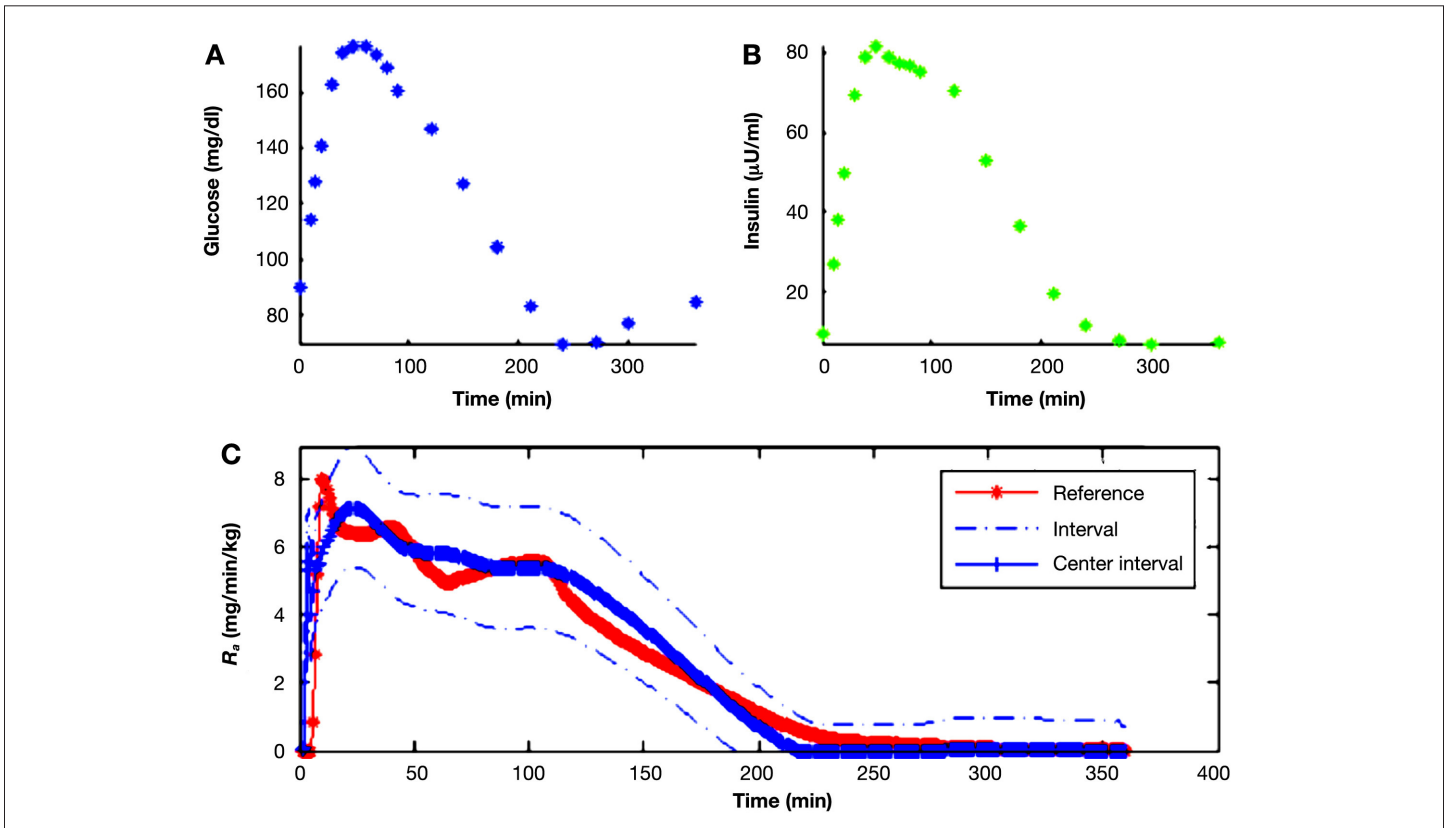 A
Glucose (mg/dl)
160
140
120
100
80
0 100 200 300
Time (min)
B
Insulin (μU/ml)
80
60
40
20
0 100 200 300
Time (min)
C
Ra (mg/min/kg)
8
6
4
2
0
0 50 100 150 200 250 300 350 400
Time (min)
Reference
Interval
Center interval